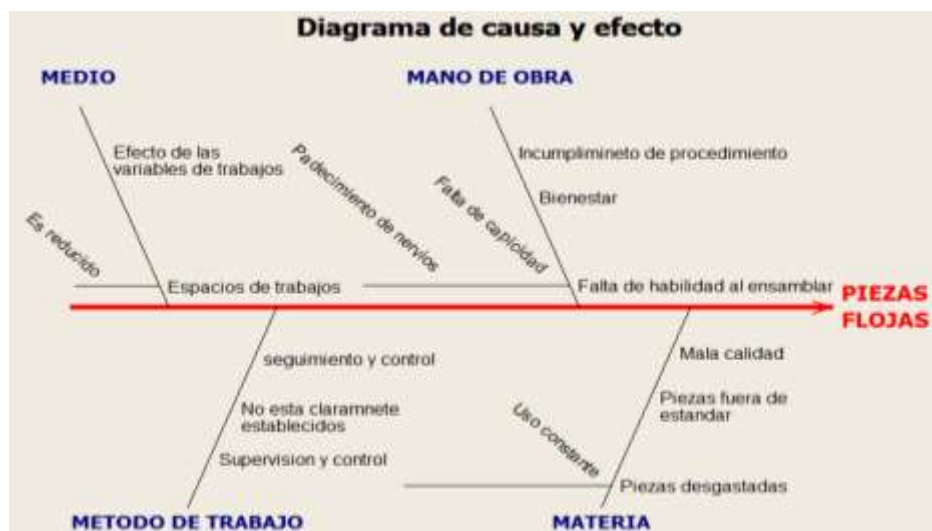 Diagrama de causa y efecto
MEDIO
MANO DE OBRA
Efecto de las
variables de trabajos
Es reducido
Espacios de trabajos
Padecimiento de nervios
Falta de capicidad
Incumplimineto de procedimiento
Bienestar
Falta de habilidad al ensamblar
PIEZAS
FLOJAS
seguimiento y control
No esta claramnete
establecidos
Supervision y control
METODO DE TRABAJO
Mala calidad
Piezas fuera de
estandar
Uso constante
Piezas desgastadas
MATERIA